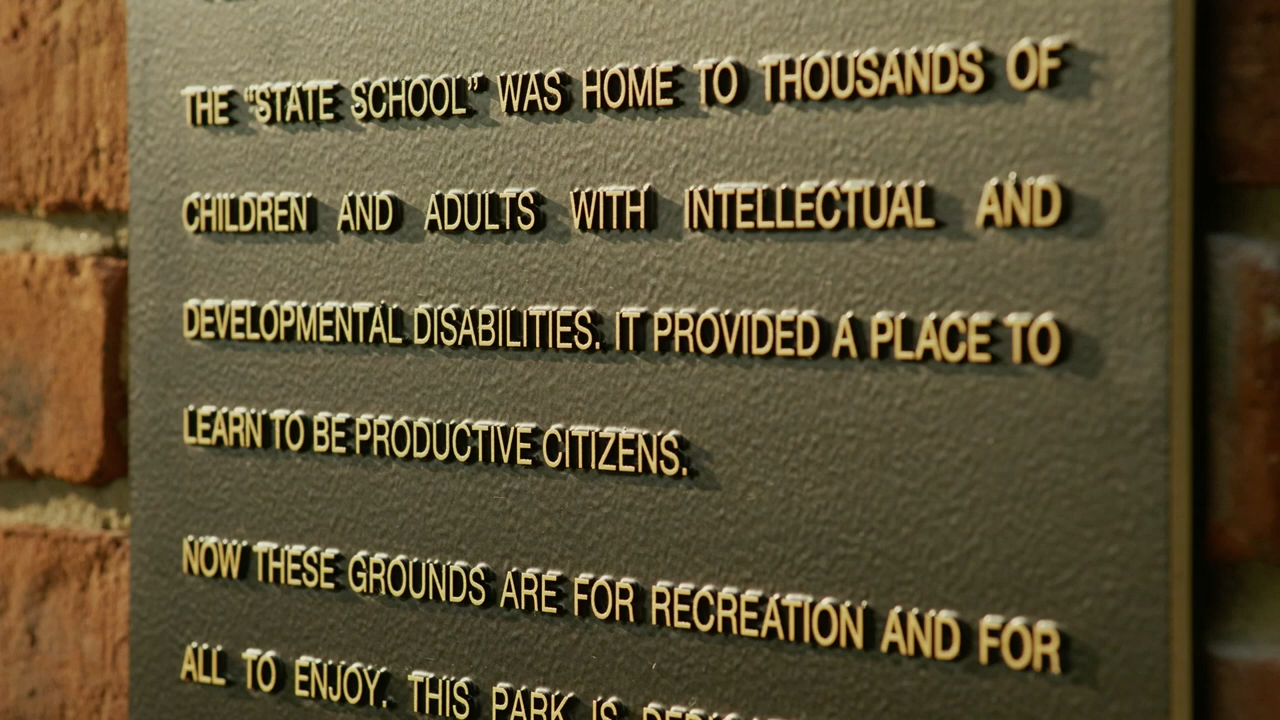 THE “STATE SCHOOL” WAS HOME TO THOUSANDS OF
CHILDREN AND ADULTS WITH INTELLECTUAL AND
DEVELOPMENTAL DISABILITIES. IT PROVIDED A PLACE TO
LEARN TO BE PRODUCTIVE CITIZENS.
NOW THESE GROUNDS ARE FOR RECREATION AND FOR
ALL TO ENJOY. THIS PARK IS